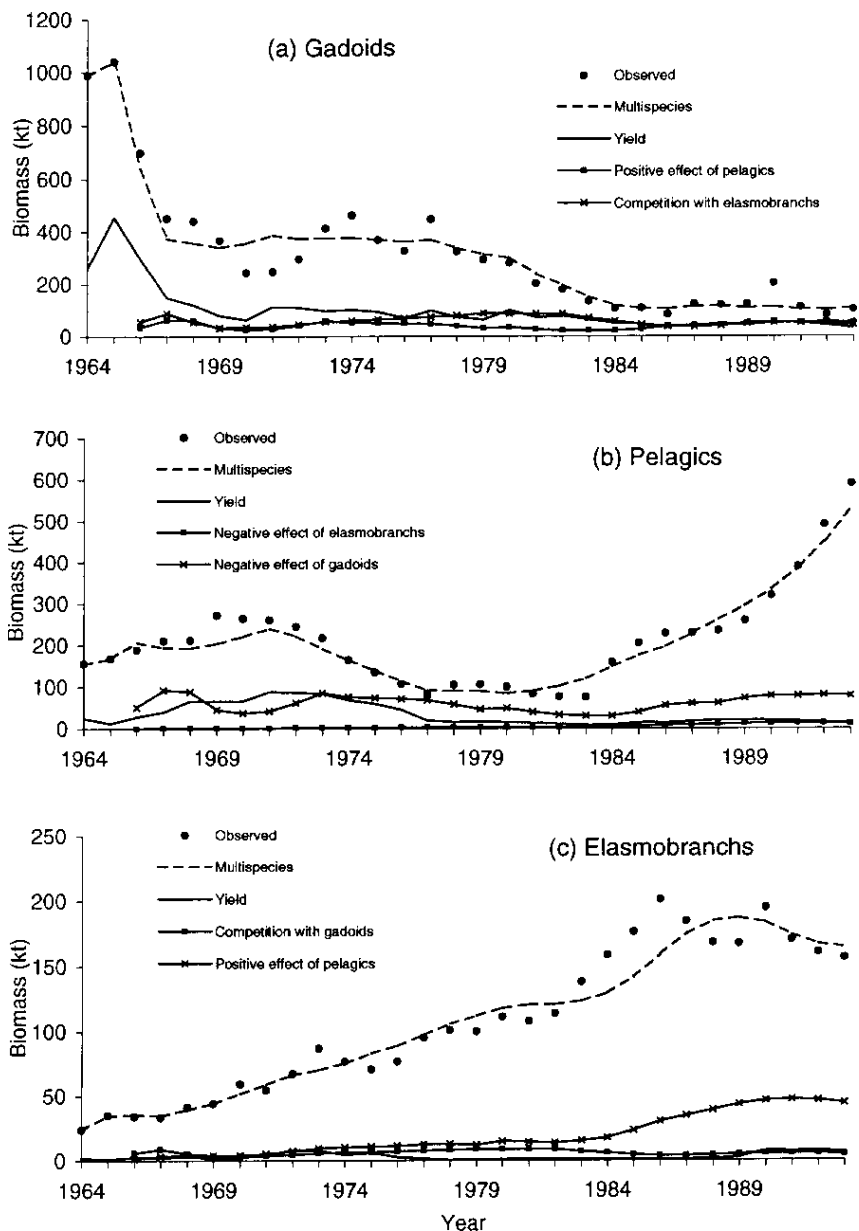 (a) Gadoids
Biomass (kt)
1200
1000
800
600
400
200
0
Observed
Multispecies
Yield
Positive effect of pelagics
Competition with elasmobranchs
1964 1969 1974 1979 1984 1989
(b) Pelagics
Biomass (kt)
700
600
500
400
300
200
100
0
Observed
Multispecies
Yield
Negative effect of elasmobranchs
Negative effect of gadoids
1964 1969 1974 1979 1984 1989
(c) Elasmobranchs
Biomass (kt)
250
200
150
100
50
0
Observed
Multispecies
Yield
Competition with gadoids
Positive effect of pelagics
1964 1969 1974 1979 1984 1989
Year